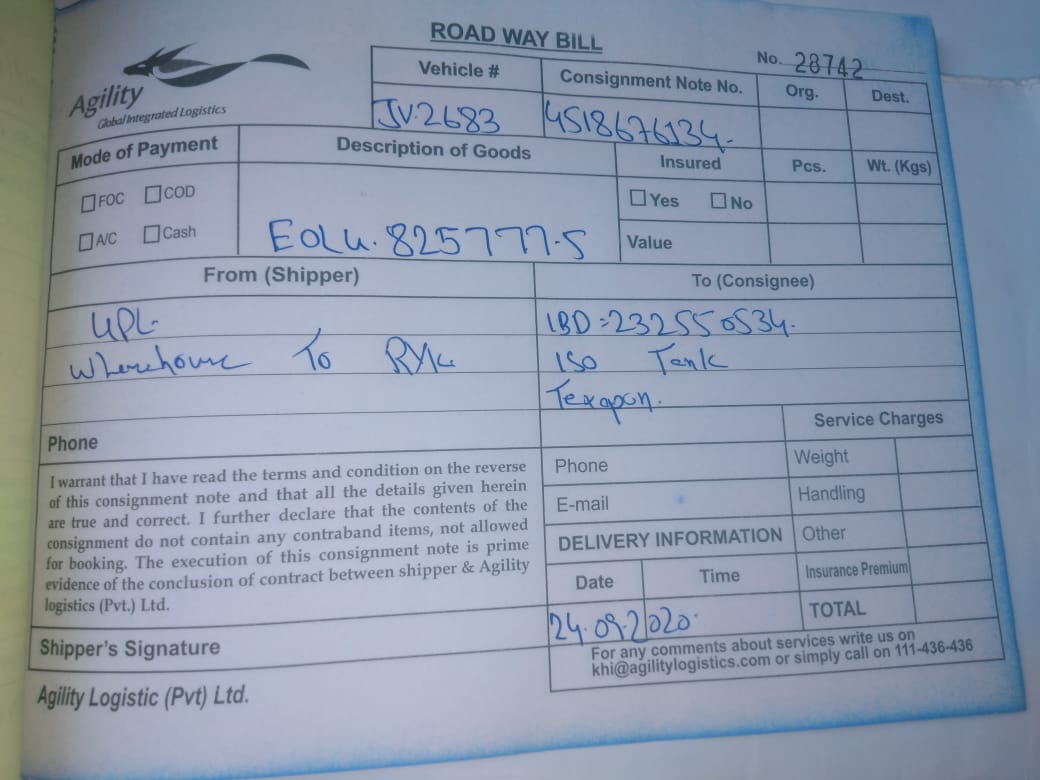 ROAD WAY BILL
No. 28742
Agility
Global Integrated Logistics
Vehicle # Consignment Note No. Org. Dest.
JV-2683 4518676134-
Mode of Payment Description of Goods Insured Pcs. Wt. (Kgs)
FOC COD Yes No
A/C Cash EOLU. 825777-5 Value
From (Shipper) To (Consignee)
UPL- IBD=232550534.
Wherehouse To RYK ISO Tank
Texapon.
Phone Service Charges
I warrant that I have read the terms and condition on the reverse
of this consignment note and that all the details given herein
are true and correct. I further declare that the contents of the
consignment do not contain any contraband items, not allowed
for booking. The execution of this consignment note is prime
evidence of the conclusion of contract between shipper & Agility
logistics (Pvt.) Ltd.
Phone Weight
E-mail Handling
DELIVERY INFORMATION Other
Date Time Insurance Premium
24.09.2020. TOTAL
Shipper's Signature
For any comments about services write us on
khi@agilitylogistics.com or simply call on 111-436-436
Agility Logistic (Pvt) Ltd.